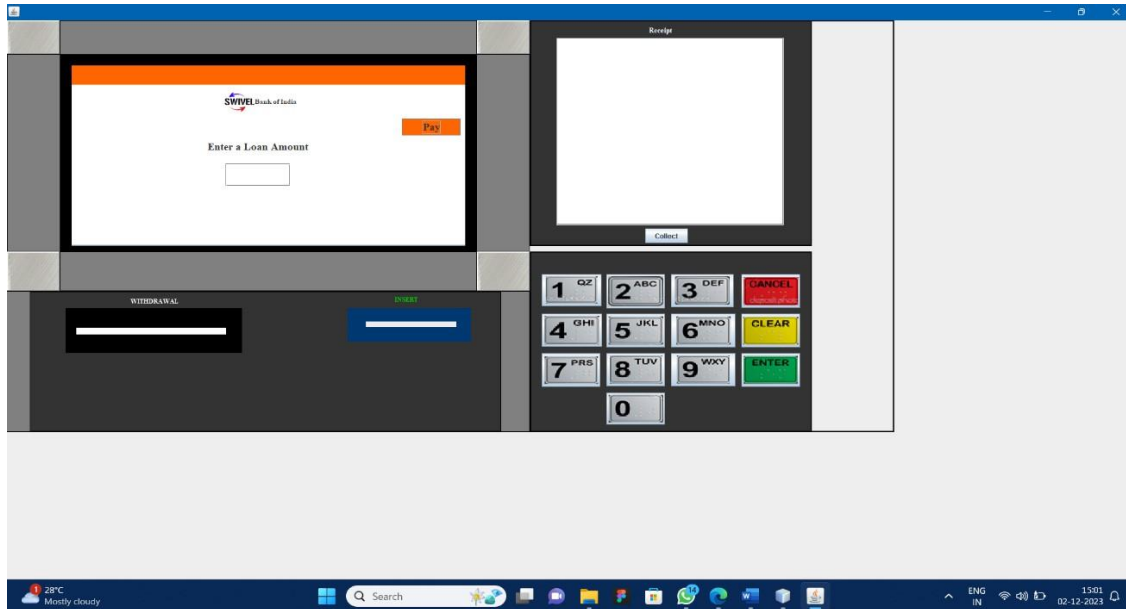 Receipt
SWIVEL Bank of India
Pay
Enter a Loan Amount
Collect
WITHDRAWAL
INSERT
1 QZ
2 ABC
3 DEF
CANCEL
4 GHI
5 JKL
6 MNO
CLEAR
7 PRS
8 TUV
9 WXY
ENTER
0
1
28°C
Mostly cloudy
Search
14
ENG
IN
15:01
02-12-2023